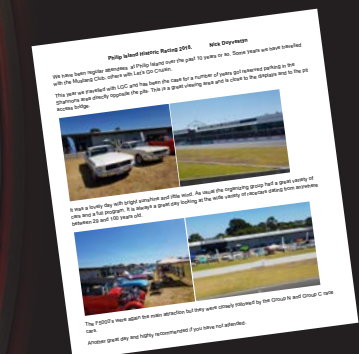 Philip Island Historic Racing 2018. Nick Doyvestyn
We have been regular attendees at Philip Island over the past 10 years or so. Some years we have travelled
with the Mustang Club, others with Let's Go Cruisin.
This year we travelled with LGC and has been the case for a number of years got reserved parking in the
Shannons area directly opposite the pits. This is a great viewing area and is close to the displays and to the pit
access bridge.
It was a lovely day with bright sunshine and little wind. As usual the organizing group had a great variety of
cars and a full program. It is always a great day looking at the wide variety of racecars dating from anywhere
between 20 and 100 years old.
The F5000's were again the main attraction but they were closely followed by the Group N and Group C race
cars.
Another great day and highly recommended if you have not attended.